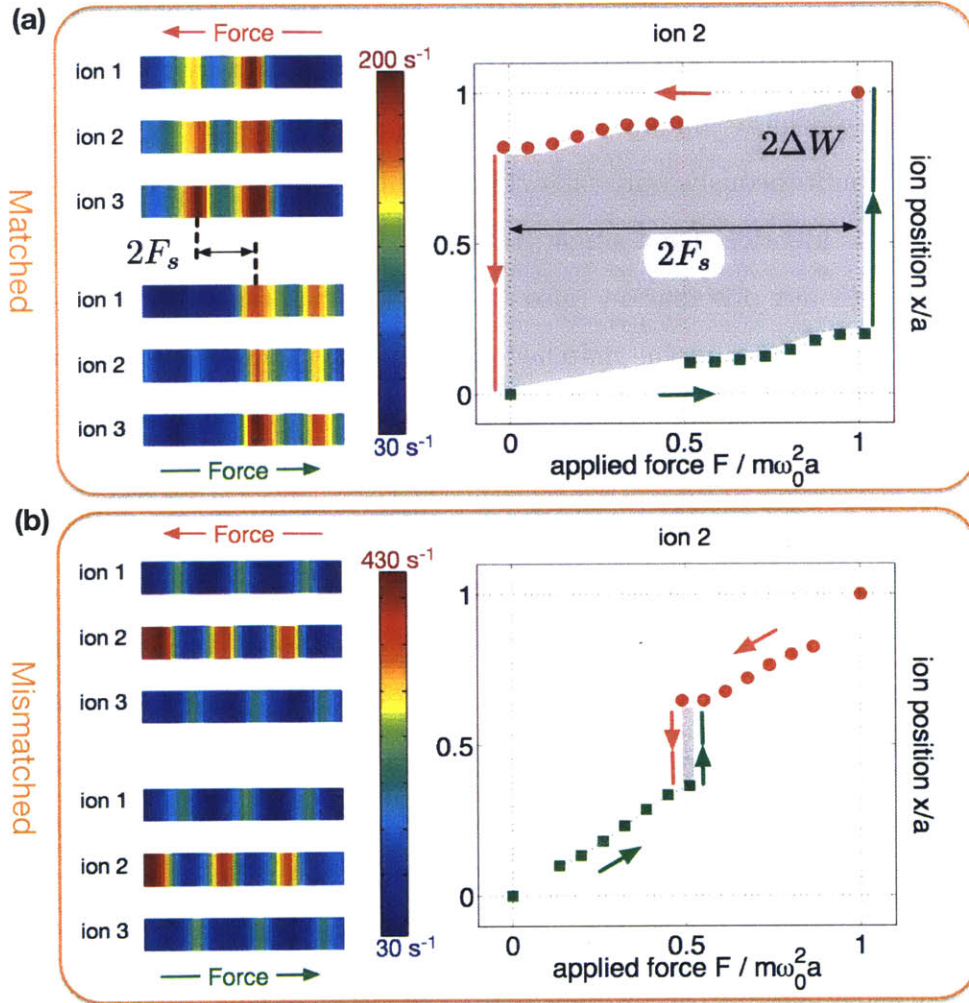 (a)
← Force —
ion 1
ion 2
ion 3
2F_s
ion 1
ion 2
ion 3
— Force →
200 s⁻¹
30 s⁻¹
Matched
ion 2
1
0.5
0
2ΔW
2F_s
0
0.5
1
applied force F / mω₀²a
ion position x/a
(b)
← Force —
ion 1
ion 2
ion 3
ion 1
ion 2
ion 3
— Force →
430 s⁻¹
30 s⁻¹
Mismatched
ion 2
1
0.5
0
0
0.5
1
applied force F / mω₀²a
ion position x/a